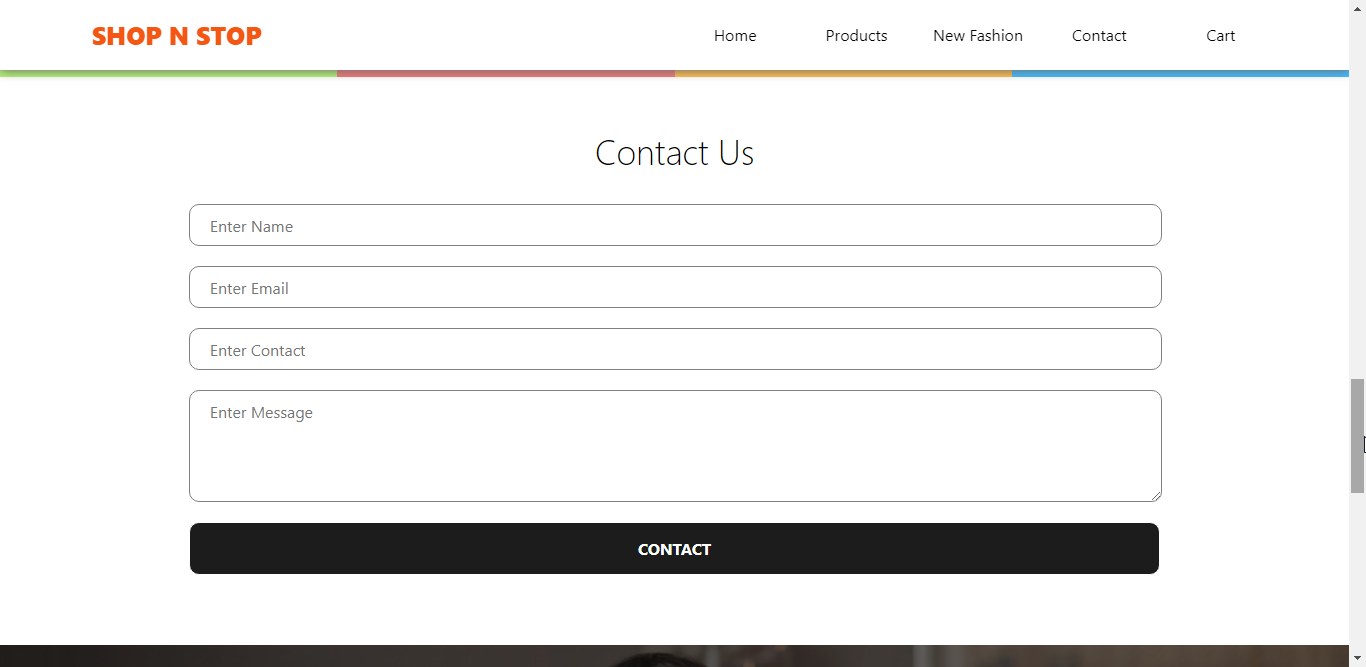 SHOP N STOP
Home Products New Fashion Contact Cart
Contact Us
Enter Name
Enter Email
Enter Contact
Enter Message
CONTACT